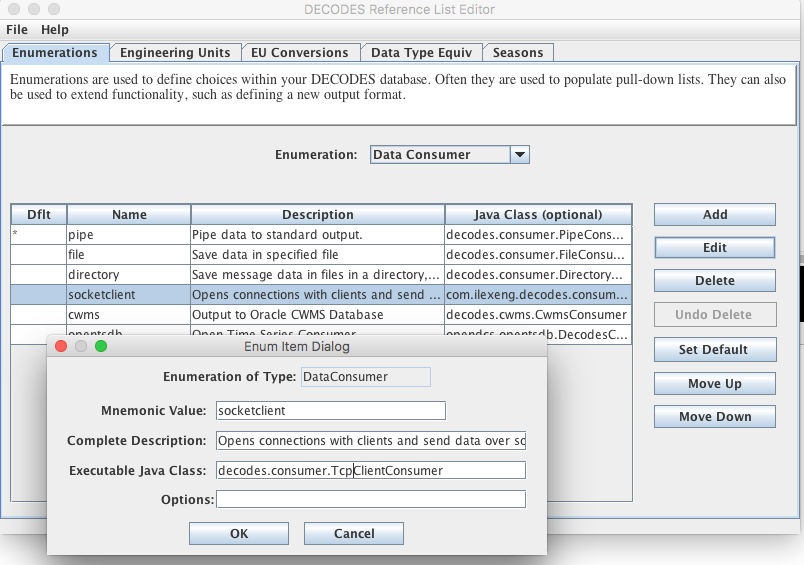 DECODES Reference List Editor
File Help
Enumerations Engineering Units EU Conversions Data Type Equiv Seasons
Enumerations are used to define choices within your DECODES database. Often they are used to populate pull-down lists. They can also
be used to extend functionality, such as defining a new output format.
Enumeration: Data Consumer
Dflt Name Description Java Class (optional)
* pipe Pipe data to standard output. decodes.consumer.PipeCons...
file Save data in specified file decodes.consumer.FileConsu...
directory Save message data in files in a directory,... decodes.consumer.Directory...
socketclient Opens connections with clients and send ... com.ilexeng.decodes.consum...
cwms Output to Oracle CWMS Database decodes.cwms.CwmsConsumer
opentsdb Open Time Series Consumer opendcs.opentsdb.DecodesC...
Add
Edit
Delete
Undo Delete
Set Default
Move Up
Move Down
Enum Item Dialog
Enumeration of Type: DataConsumer
Mnemonic Value: socketclient
Complete Description: Opens connections with clients and send data over so
Executable Java Class: decodes.consumer.TcpClientConsumer
Options:
OK Cancel